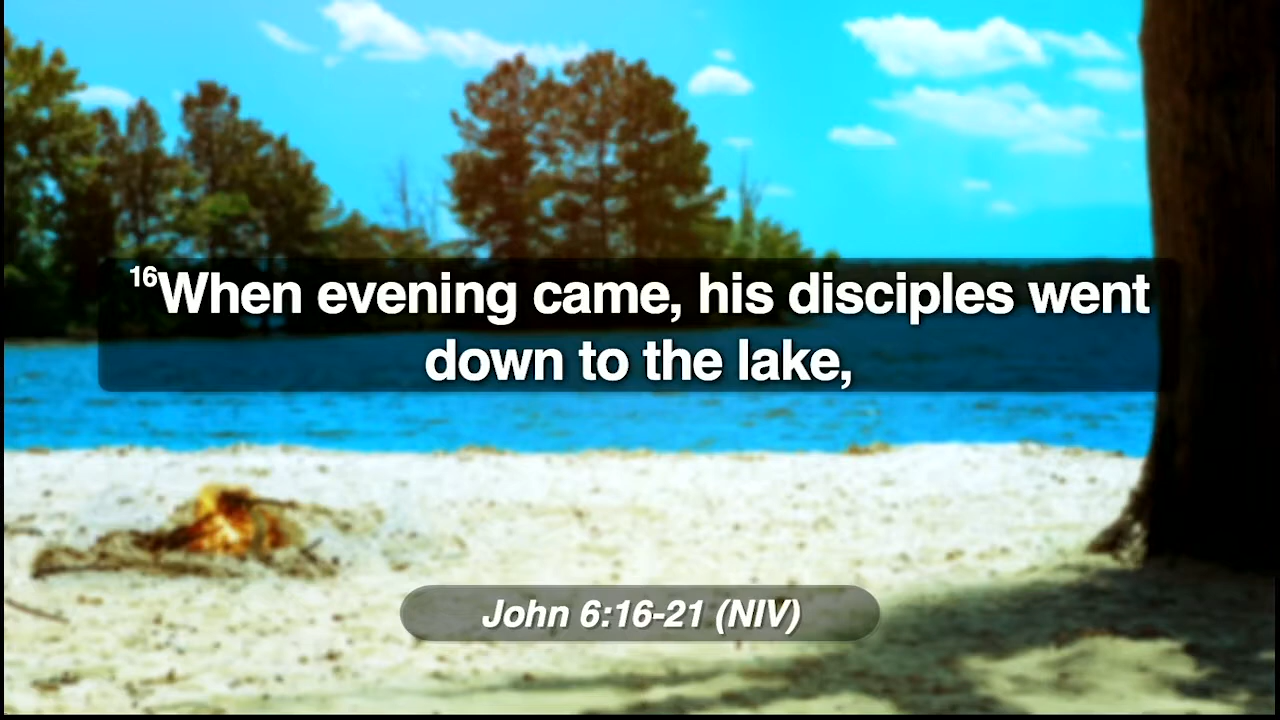 16When evening came, his disciples went
down to the lake,
John 6:16-21 (NIV)